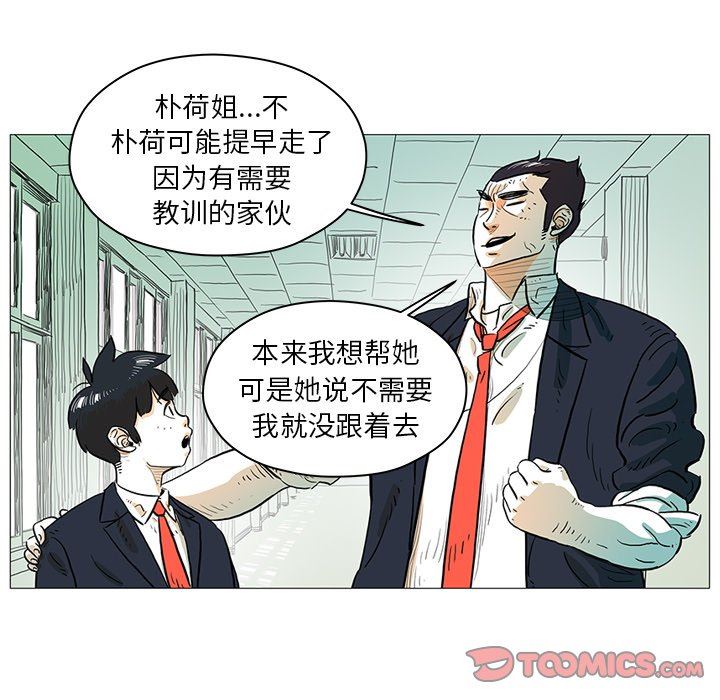 朴荷姐...不
朴荷可能提早走了
因为有需要
教训的家伙
本来我想帮她
可是她说不需要
我就没跟着去
TOOMICS.COM